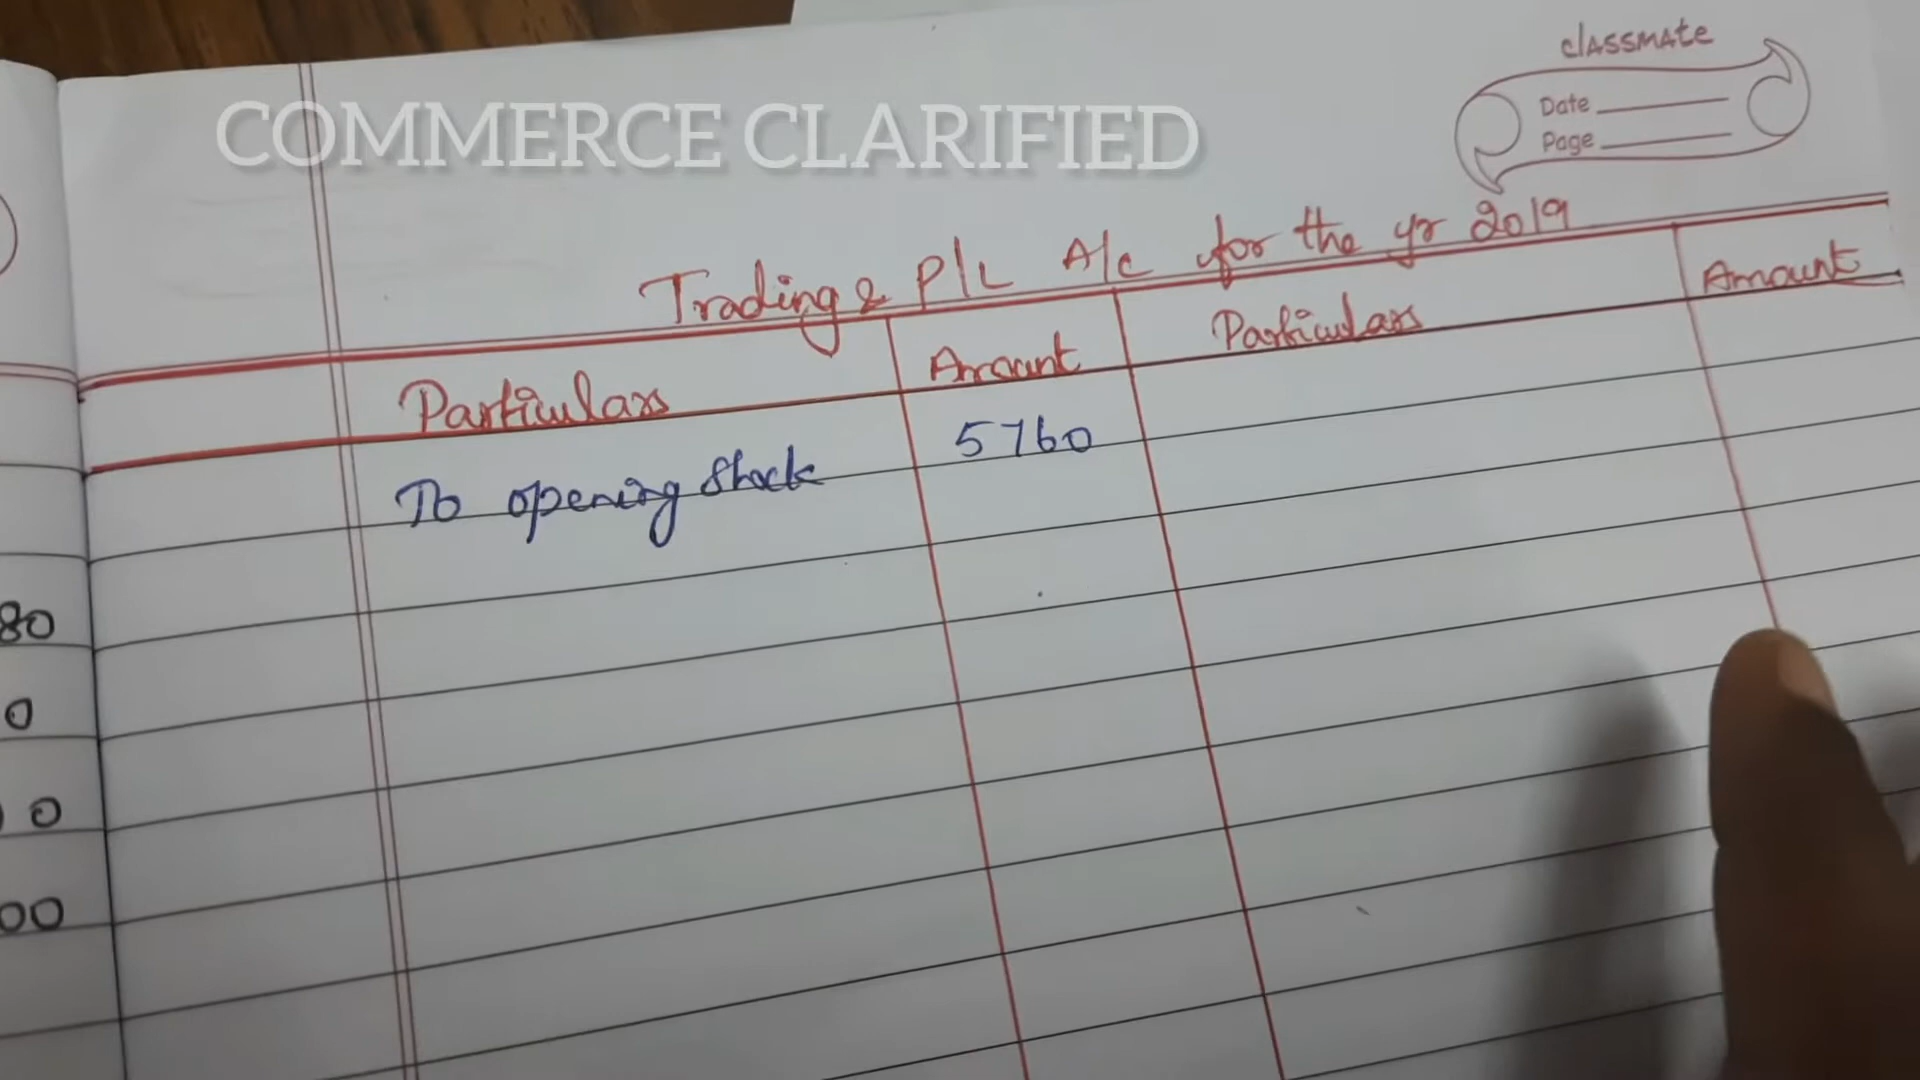 classmate
COMMERCE CLARIFIED
Date
Page
Trading & P/L A/c for the yr 2019
Particulars Amount Particulars Amount
To opening Stock 5760
80
0
0
00